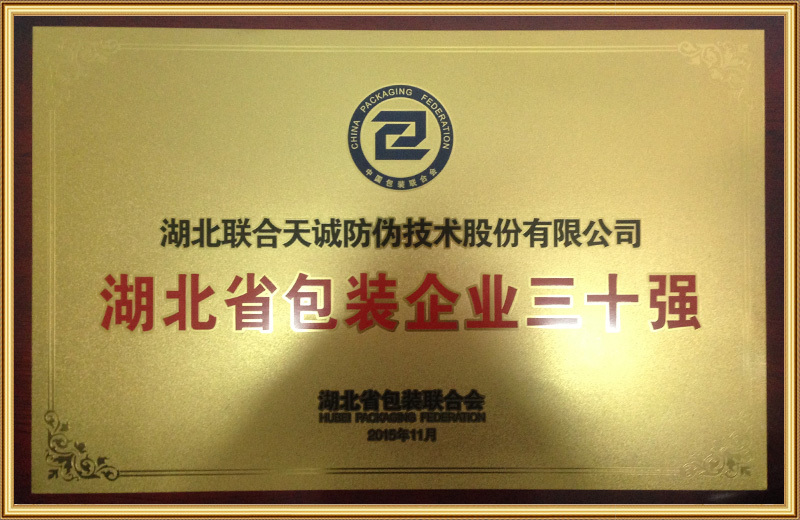 CHINA PACKAGING FEDERATION
中国包装联合会
湖北联合天诚防伪技术股份有限公司
湖北省包装企业三十强
湖北省包装联合会
HUBEI PACKAGING FEDERATION
2015年11月